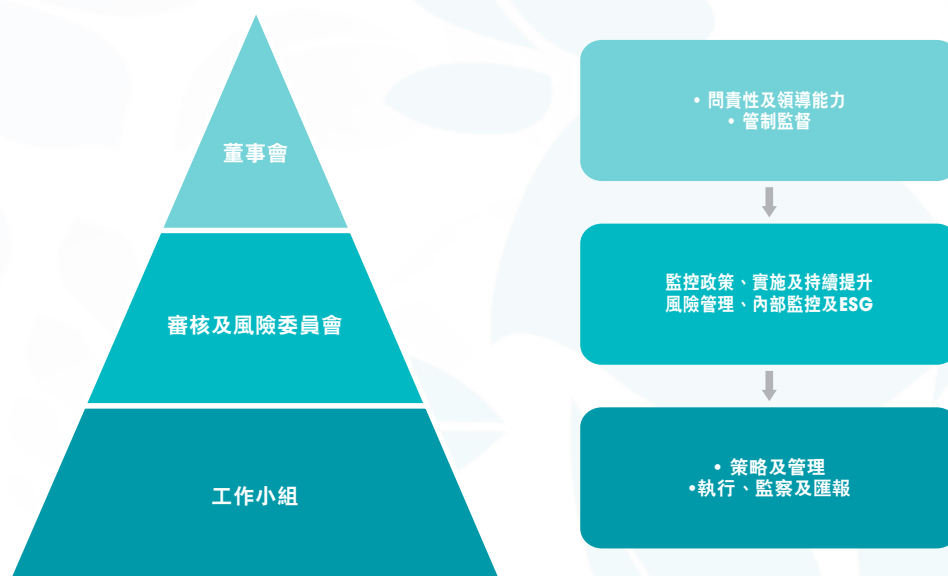 董事會
審核及風險委員會
工作小組
• 問責性及領導能力
• 管制監督
監控政策、實施及持續提升
風險管理、內部監控及ESG
• 策略及管理
•執行、監察及匯報